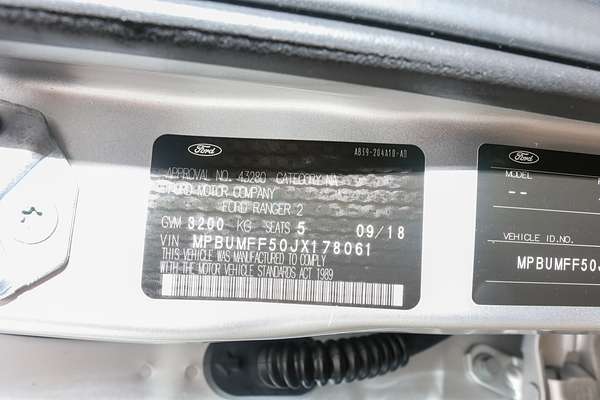 Ford
AB39-204A10-AD
APPROVAL NO. 43280 CATEGORY NA
FORD MOTOR COMPANY
FORD RANGER 2
GVM 3200 KG SEATS 5 09/18
VIN MPBUMFF50JX178061
THIS VEHICLE WAS MANUFACTURED TO COMPLY
WITH THE MOTOR VEHICLE STANDARDS ACT 1989
Ford
MODEL
--
VEHICLE ID.NO.
MPBUMFF50J